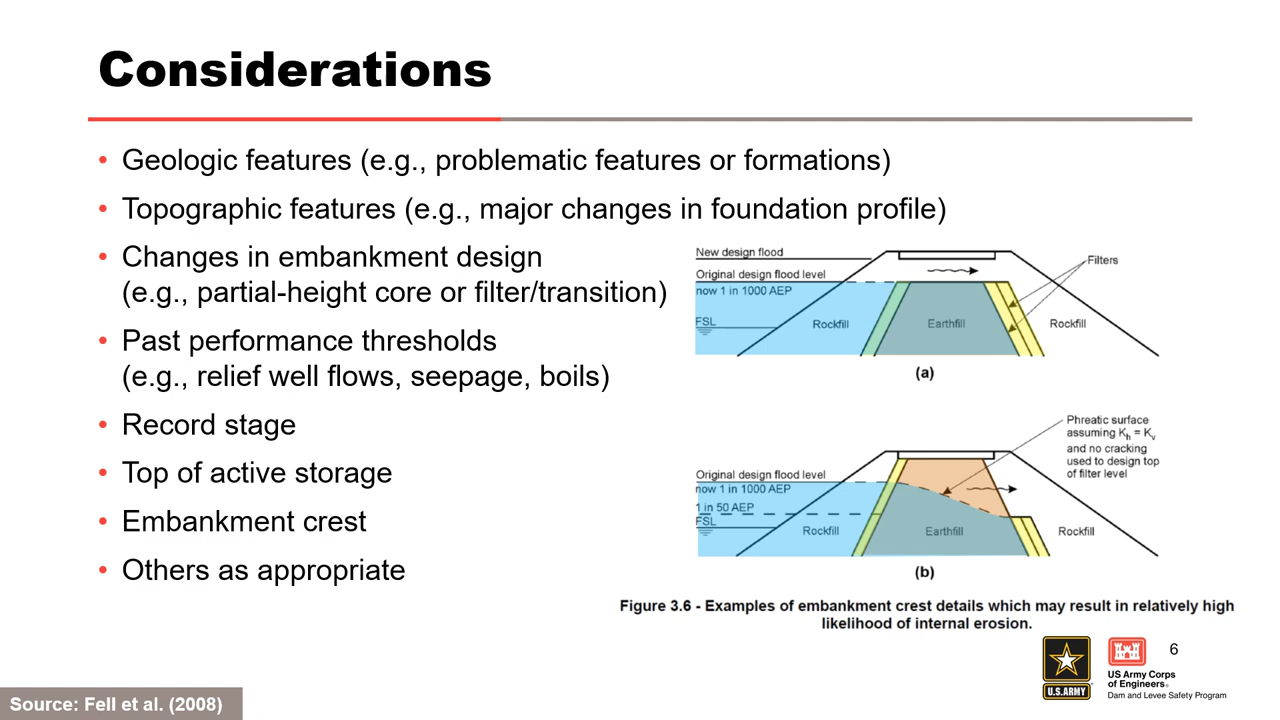 Considerations
• Geologic features (e.g., problematic features or formations)
• Topographic features (e.g., major changes in foundation profile)
• Changes in embankment design
(e.g., partial-height core or filter/transition)
• Past performance thresholds
(e.g., relief well flows, seepage, boils)
• Record stage
• Top of active storage
• Embankment crest
• Others as appropriate
New design flood
Original design flood level
now 1 in 1000 AEP
FSL
Rockfill
Earthfill
Rockfill
Filters
(a)
Phreatic surface
assuming Kh = Kv
and no cracking
used to design top
of filter level
Original design flood level
now 1 in 1000 AEP
1 in 50 AEP
FSL
Rockfill
Earthfill
Rockfill
(b)
Figure 3.6 - Examples of embankment crest details which may result in relatively high
likelihood of internal erosion.
U.S.ARMY
US Army Corps
of Engineers®
Dam and Levee Safety Program
6
Source: Fell et al. (2008)